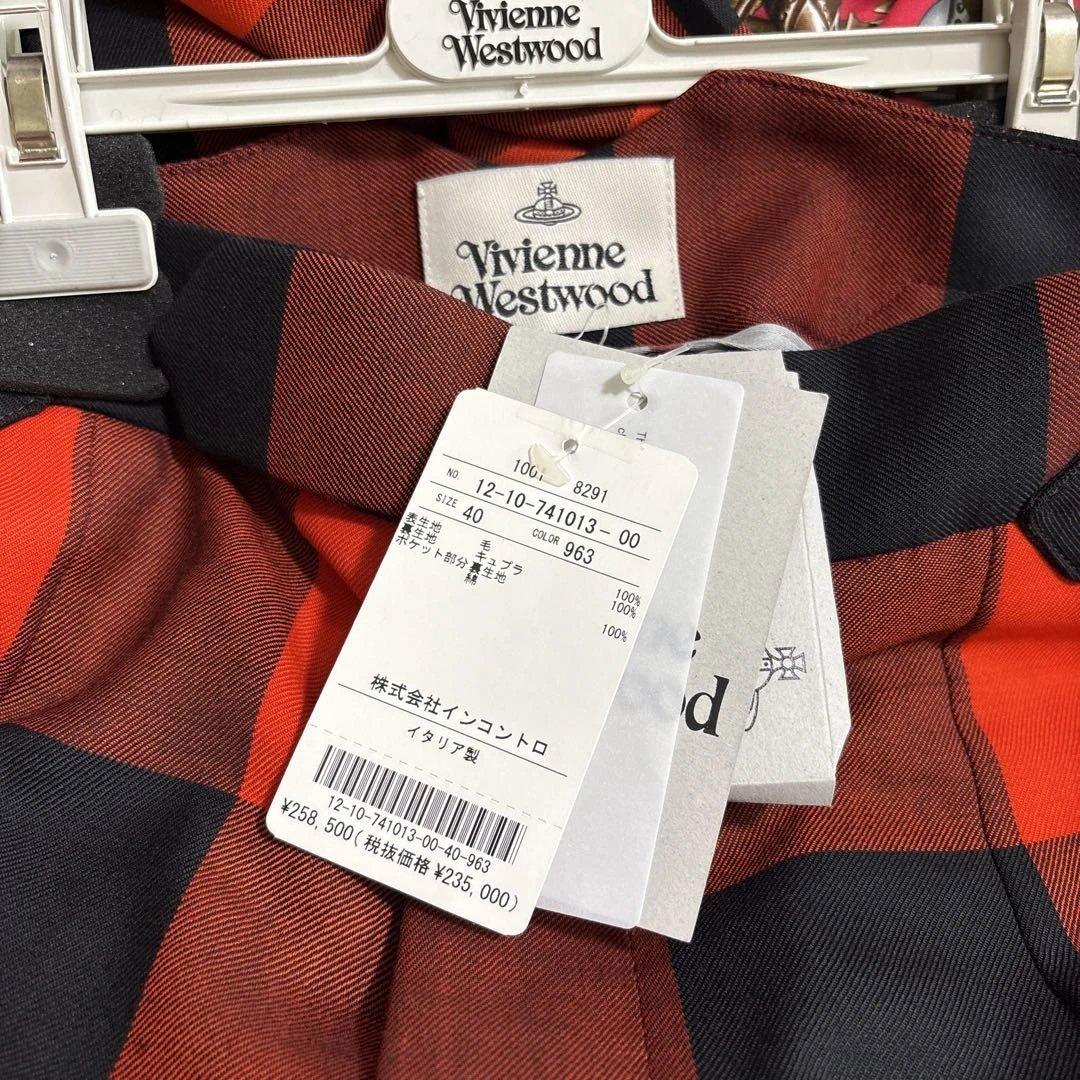 Vivienne
Westwood
Vivienne
Westwood
1001 8291
NO. 12-10-741013-00
SIZE 40 COLOR 963
表生地 毛 100%
裏生地 キュプラ 100%
ポケット部分裏生地
綿 100%
株式会社インコントロ
イタリア製
12-10-741013-00-40-963
¥258,500(税抜価格 ¥235,000)
od